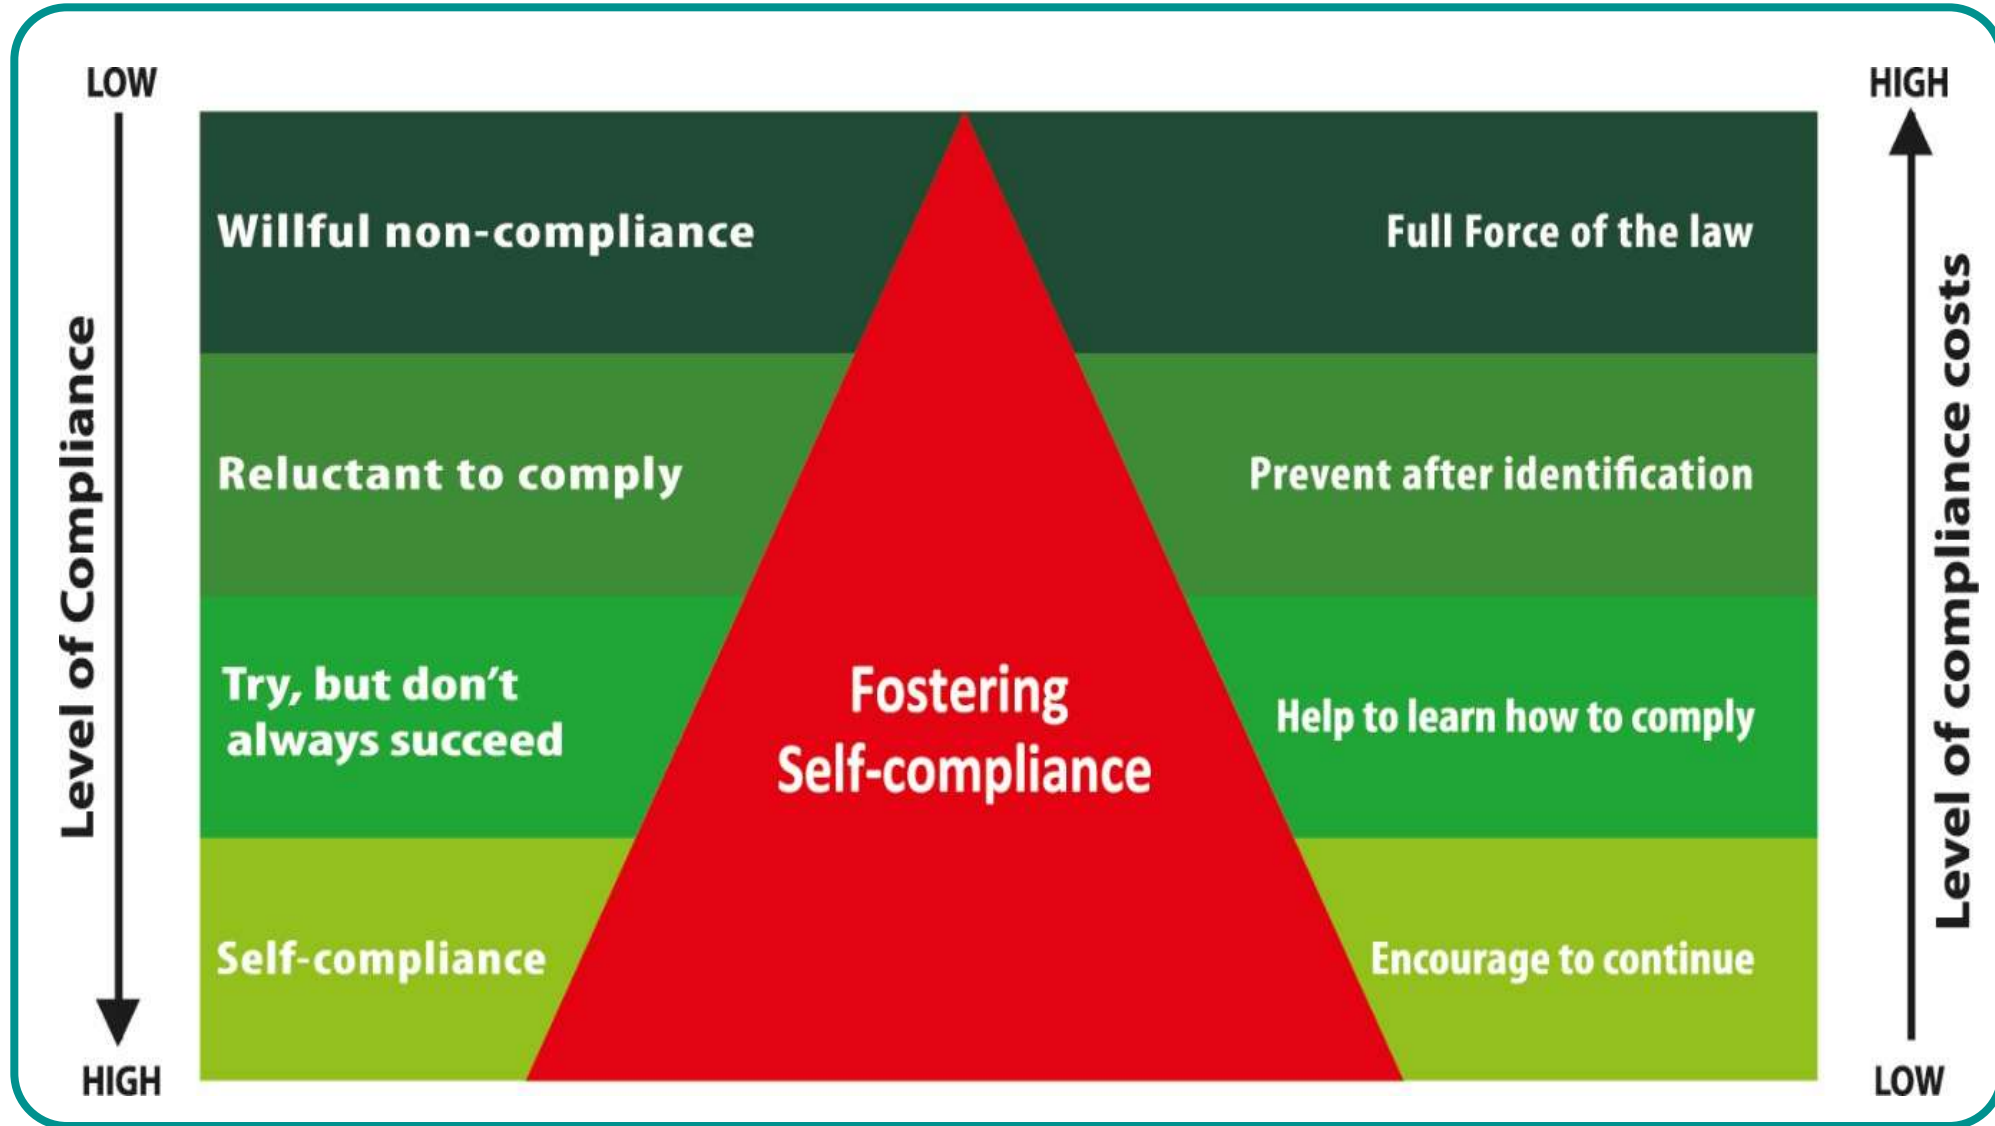 LOW
HIGH
Willful non-compliance
Full Force of the law
Reluctant to comply
Prevent after identification
Try, but don't
always succeed
Help to learn how to comply
Fostering
Self-compliance
Self-compliance
Encourage to continue
Level of Compliance
Level of compliance costs
HIGH
LOW